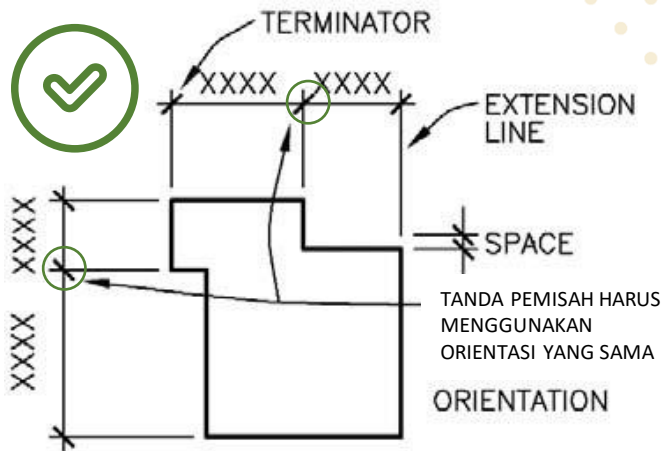 TERMINATOR
XXXX XXXX
EXTENSION
LINE
XXXX
SPACE
TANDA PEMISAH HARUS
MENGGUNAKAN
ORIENTASI YANG SAMA
XXXX
ORIENTATION